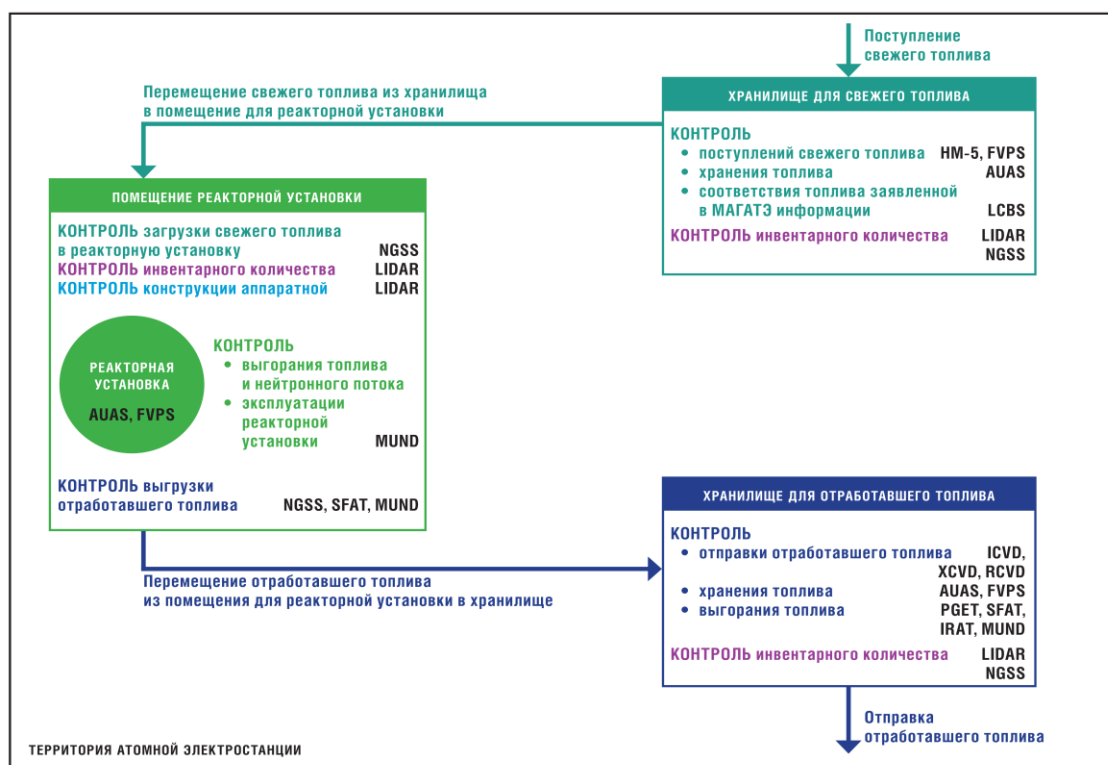 Поступление
свежего топлива
Перемещение свежего топлива из хранилища
в помещение для реакторной установки
ХРАНИЛИЩЕ ДЛЯ СВЕЖЕГО ТОПЛИВА
КОНТРОЛЬ
• поступлений свежего топлива HM-5, FVPS
• хранения топлива AUAS
• соответствия топлива заявленной
в МАГАТЭ информации LCBS
КОНТРОЛЬ инвентарного количества LIDAR
NGSS
ПОМЕЩЕНИЕ РЕАКТОРНОЙ УСТАНОВКИ
КОНТРОЛЬ загрузки свежего топлива
в реакторную установку NGSS
КОНТРОЛЬ инвентарного количества LIDAR
КОНТРОЛЬ конструкции аппаратной LIDAR
РЕАКТОРНАЯ
УСТАНОВКА
AUAS, FVPS
КОНТРОЛЬ
• выгорания топлива
и нейтронного потока
• эксплуатации
реакторной
установки MUND
КОНТРОЛЬ выгрузки
отработавшего топлива NGSS, SFAT, MUND
Перемещение отработавшего топлива
из помещения для реакторной установки в хранилище
ХРАНИЛИЩЕ ДЛЯ ОТРАБОТАВШЕГО ТОПЛИВА
КОНТРОЛЬ
• отправки отработавшего топлива ICVD,
XCVD, RCVD
• хранения топлива AUAS, FVPS
• выгорания топлива PGET, SFAT,
IRAT, MUND
КОНТРОЛЬ инвентарного количества LIDAR
NGSS
Отправка
отработавшего топлива
ТЕРРИТОРИЯ АТОМНОЙ ЭЛЕКТРОСТАНЦИИ